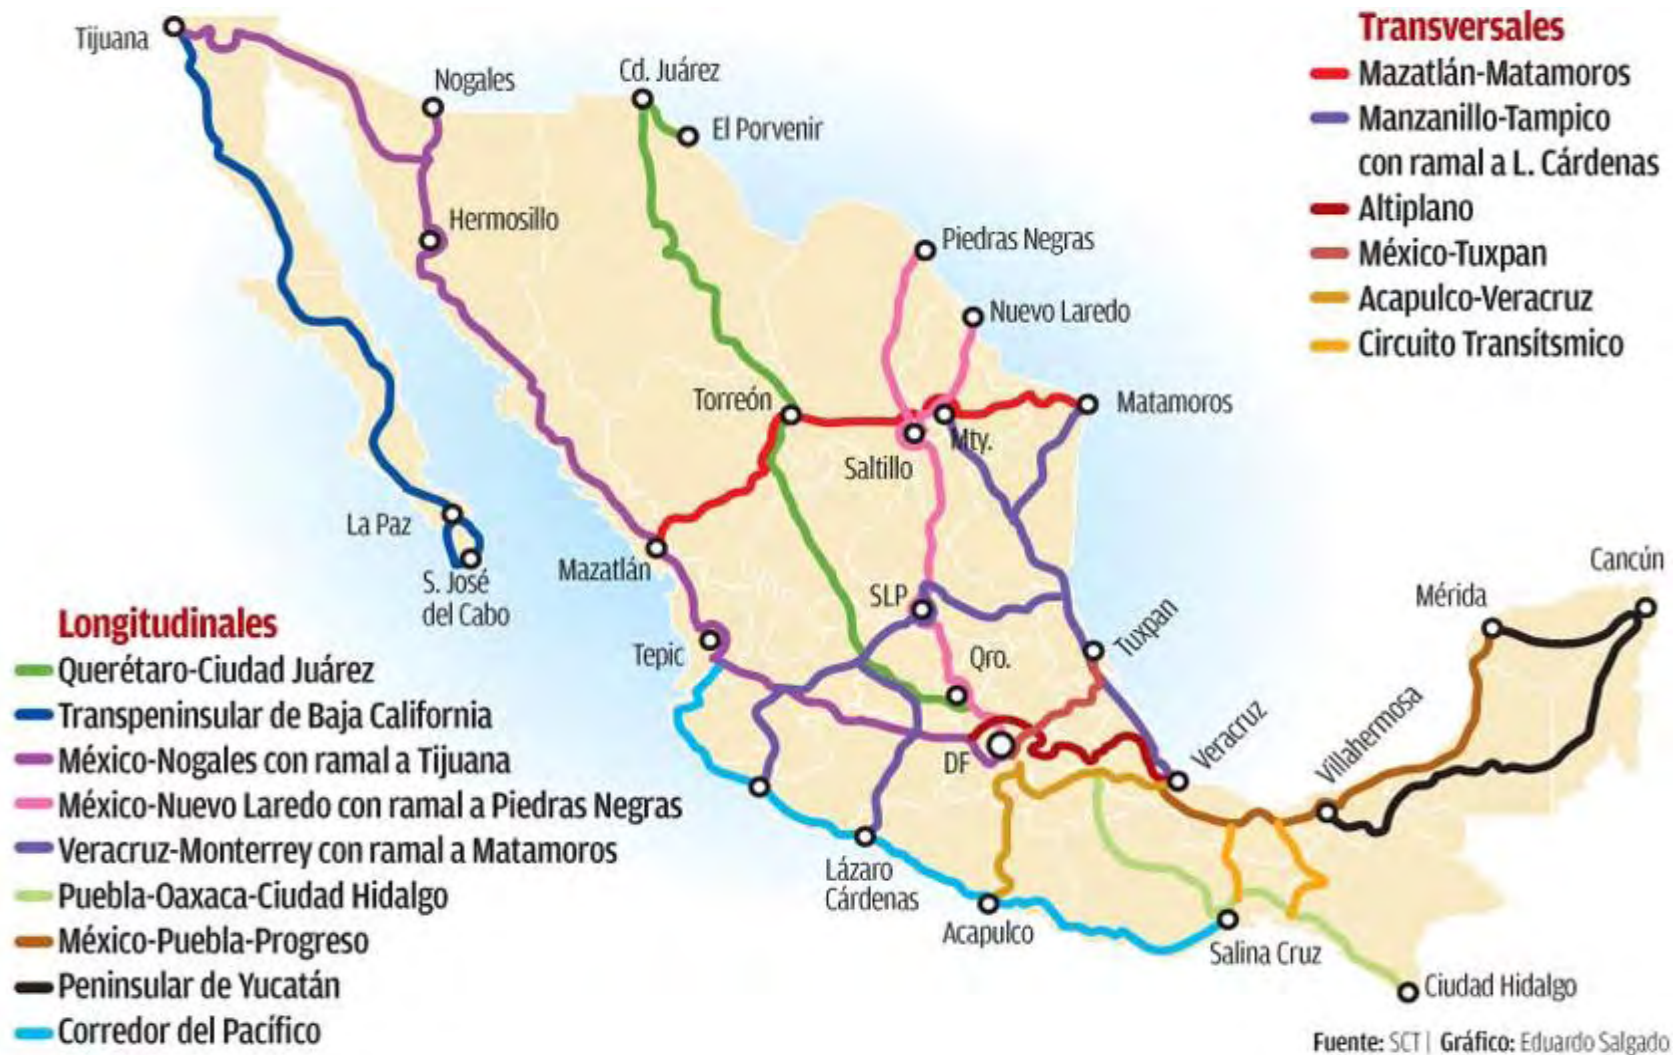 Tijuana
Nogales
Cd. Juárez
El Porvenir
Hermosillo
Piedras Negras
Nuevo Laredo
Torreón
Matamoros
Mty.
Saltillo
La Paz
S. José
del Cabo
Mazatlán
SLP
Tepic
Qro.
Tuxpan
DF
Veracruz
Villahermosa
Mérida
Cancún
Lázaro
Cárdenas
Acapulco
Salina Cruz
Ciudad Hidalgo
Transversales
Mazatlán-Matamoros
Manzanillo-Tampico
con ramal a L. Cárdenas
Altiplano
México-Tuxpan
Acapulco-Veracruz
Circuito Transítsmico
Longitudinales
Querétaro-Ciudad Juárez
Transpeninsular de Baja California
México-Nogales con ramal a Tijuana
México-Nuevo Laredo con ramal a Piedras Negras
Veracruz-Monterrey con ramal a Matamoros
Puebla-Oaxaca-Ciudad Hidalgo
México-Puebla-Progreso
Peninsular de Yucatán
Corredor del Pacífico
Fuente: SCT | Gráfico: Eduardo Salgado